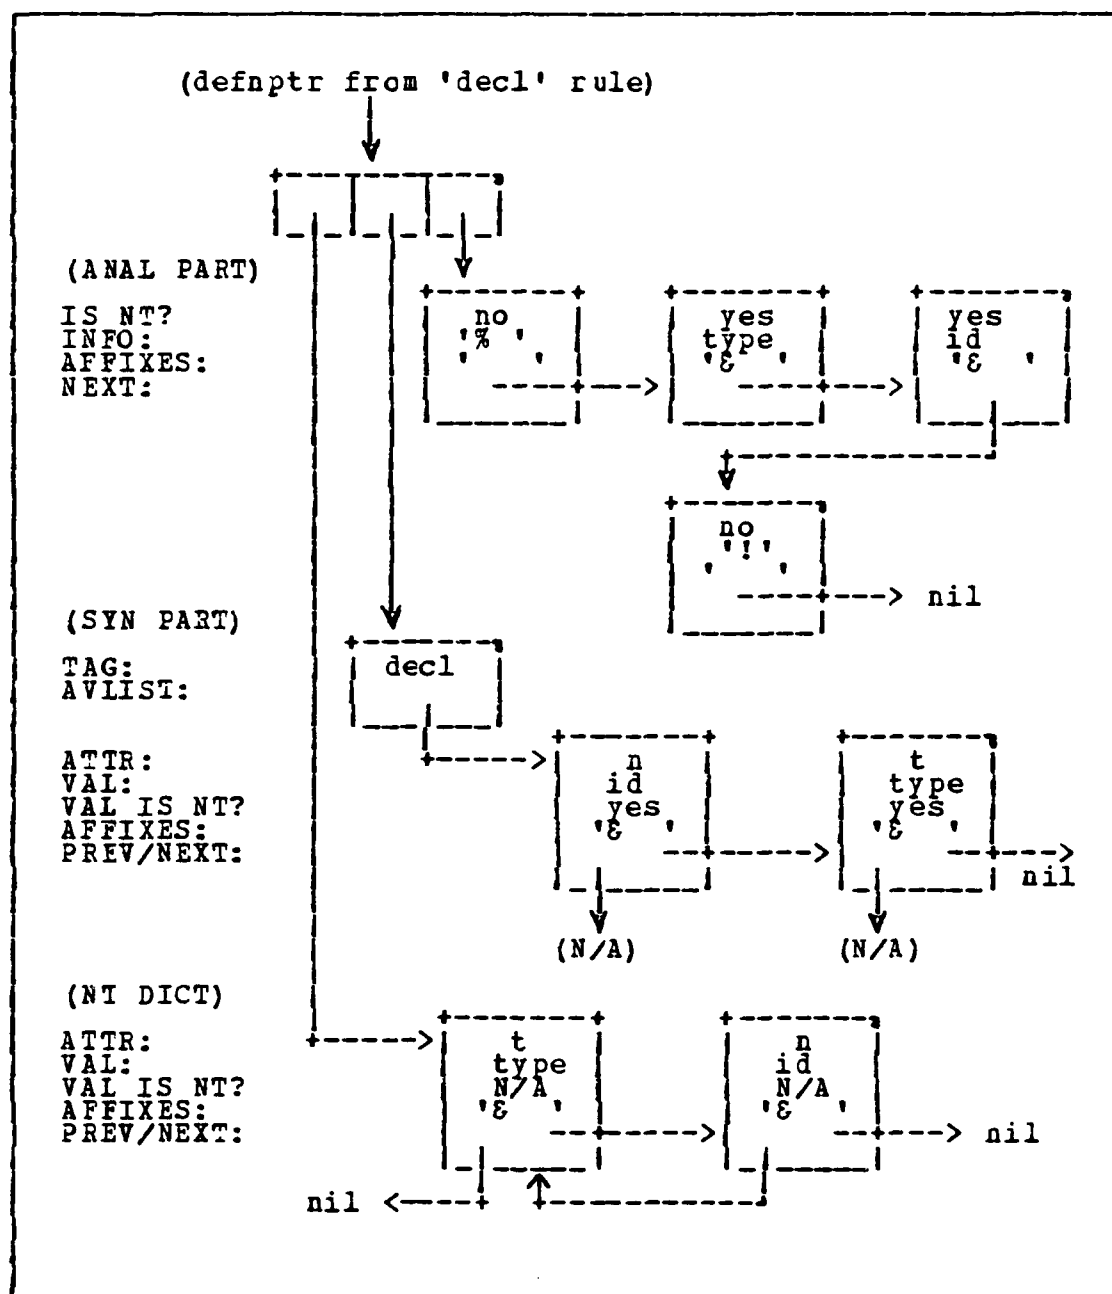 (defnptr from 'decl' rule)
(ANAL PART)
IS NT? no yes yes
INFO: '%' type id
AFFIXES: ' ' '& ' '& '
NEXT:
no
'!'
' '
nil
(SYN PART)
TAG: decl
AVLIST:
ATTR: n t
VAL: id type
VAL IS NT? yes yes
AFFIXES: '& ' '& '
PREV/NEXT:
nil
(N/A) (N/A)
(NT DICT)
ATTR: t n
VAL: type id
VAL IS NT? N/A N/A
AFFIXES: '& ' '& '
PREV/NEXT: nil
nil